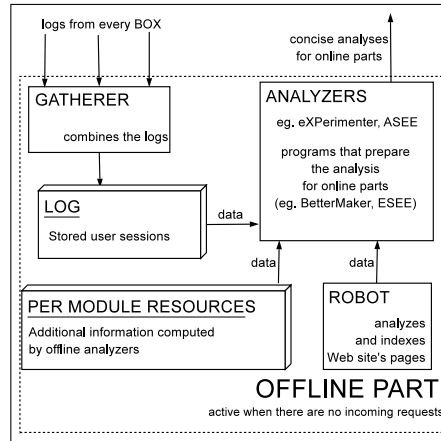 logs from every BOX
concise analyses
for online parts
GATHERER
combines the logs
ANALYZERS
eg. eXPerimenter, ASEE
programs that prepare
the analysis
for online parts
(eg. BetterMaker, ESEE)
LOG
Stored user sessions
data
data
data
PER MODULE RESOURCES
Additional information computed
by offline analyzers
ROBOT
analyzes
and indexes
Web site's pages
OFFLINE PART
active when there are no incoming requests